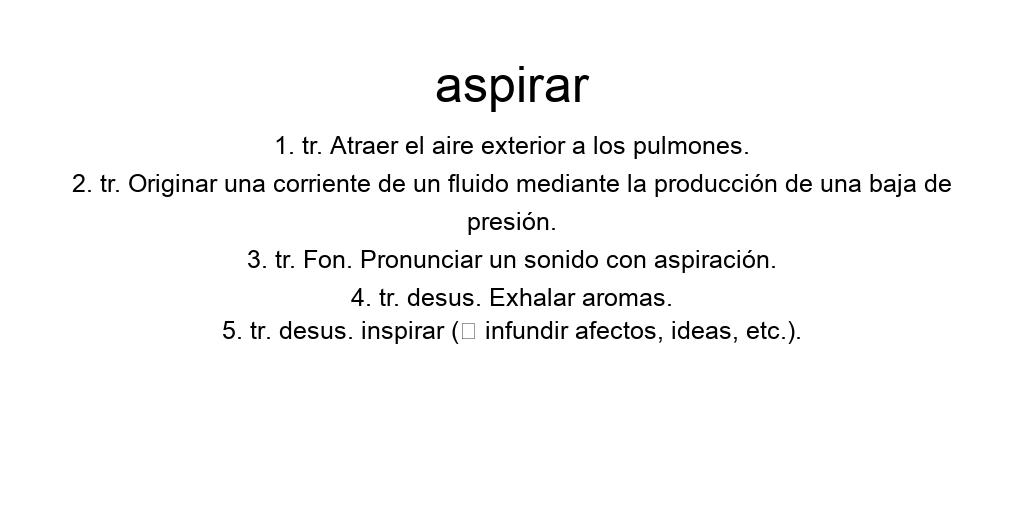 aspirar
1. tr. Atraer el aire exterior a los pulmones.
2. tr. Originar una corriente de un fluido mediante la producción de una baja de
presión.
3. tr. Fon. Pronunciar un sonido con aspiración.
4. tr. desus. Exhalar aromas.
5. tr. desus. inspirar (□ infundir afectos, ideas, etc.).